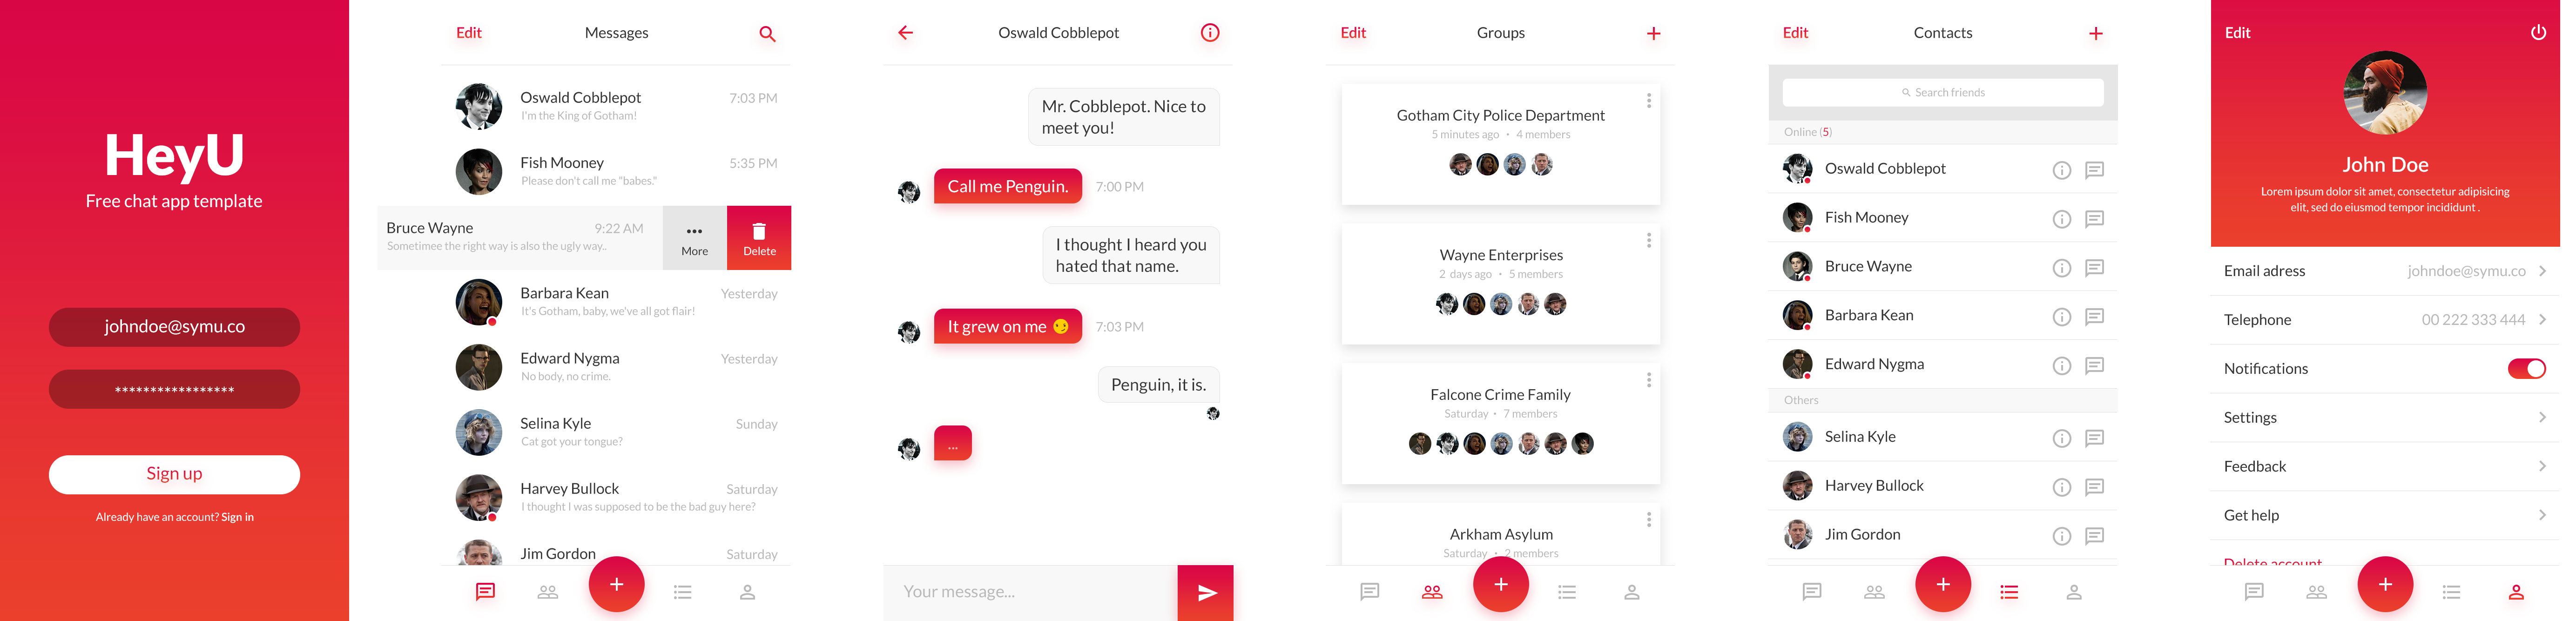 HeyU
Free chat app template
johndoe@symu.co
*****************
Sign up
Already have an account? Sign in
Edit
Messages
Oswald Cobblepot
7:03 PM
I'm the King of Gotham!
Fish Mooney
5:35 PM
Please don't call me "babes."
Bruce Wayne
9:22 AM
Sometimee the right way is also the ugly way..
More
Delete
Barbara Kean
Yesterday
It's Gotham, baby, we've all got flair!
Edward Nygma
Yesterday
No body, no crime.
Selina Kyle
Sunday
Cat got your tongue?
Harvey Bullock
Saturday
I thought I was supposed to be the bad guy here?
Jim Gordon
Saturday
Oswald Cobblepot
Mr. Cobblepot. Nice to
meet you!
Call me Penguin.
7:00 PM
I thought I heard you
hated that name.
It grew on me 😏
7:03 PM
Penguin, it is.
...
Your message...
Edit
Groups
Gotham City Police Department
5 minutes ago • 4 members
Wayne Enterprises
2 days ago • 5 members
Falcone Crime Family
Saturday • 7 members
Arkham Asylum
Saturday • 2 members
Edit
Contacts
Search friends
Online (5)
Oswald Cobblepot
Fish Mooney
Bruce Wayne
Barbara Kean
Edward Nygma
Others
Selina Kyle
Harvey Bullock
Jim Gordon
Edit
John Doe
Lorem ipsum dolor sit amet, consectetur adipisicing
elit, sed do eiusmod tempor incididunt .
Email adress
johndoe@symu.co
Telephone
00 222 333 444
Notifications
Settings
Feedback
Get help
Delete account